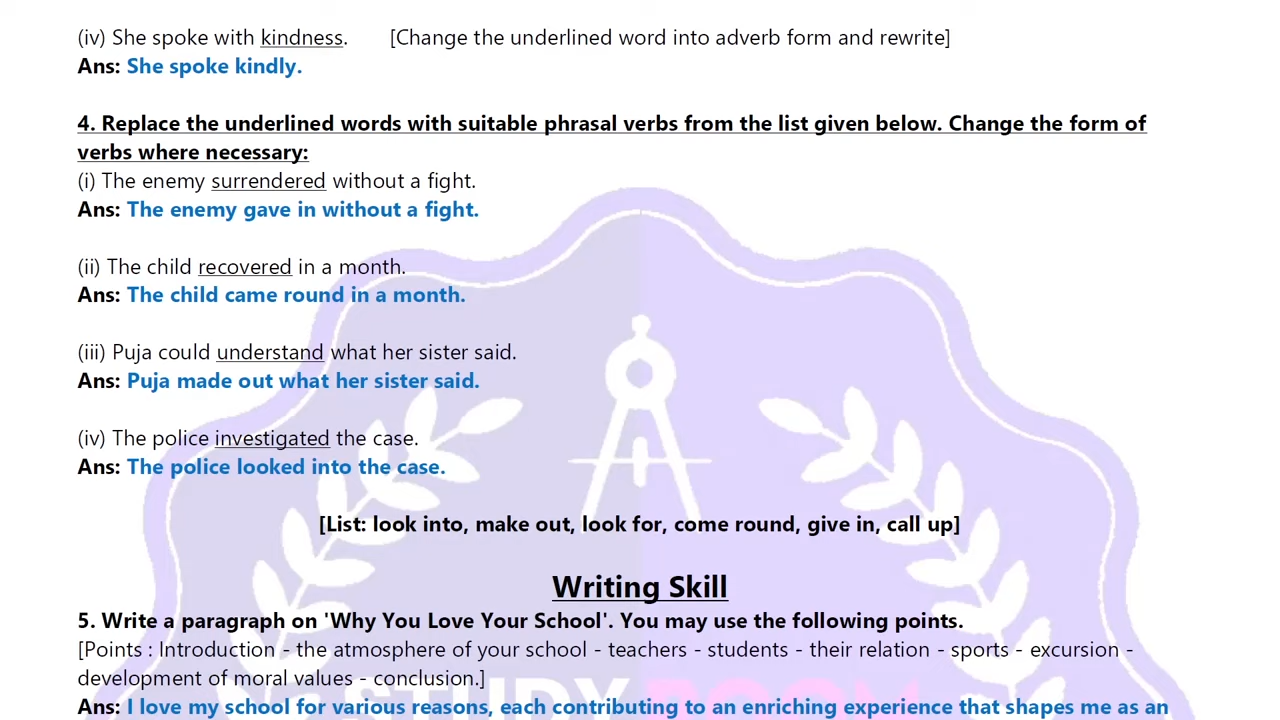 (iv) She spoke with kindness. [Change the underlined word into adverb form and rewrite]
Ans: She spoke kindly.
4. Replace the underlined words with suitable phrasal verbs from the list given below. Change the form of
verbs where necessary:
(i) The enemy surrendered without a fight.
Ans: The enemy gave in without a fight.
(ii) The child recovered in a month.
Ans: The child came round in a month.
(iii) Puja could understand what her sister said.
Ans: Puja made out what her sister said.
(iv) The police investigated the case.
Ans: The police looked into the case.
[List: look into, make out, look for, come round, give in, call up]
Writing Skill
5. Write a paragraph on 'Why You Love Your School'. You may use the following points.
[Points : Introduction - the atmosphere of your school - teachers - students - their relation - sports - excursion -
development of moral values - conclusion.]
STUDY ROOM
Ans: I love my school for various reasons, each contributing to an enriching experience that shapes me as an